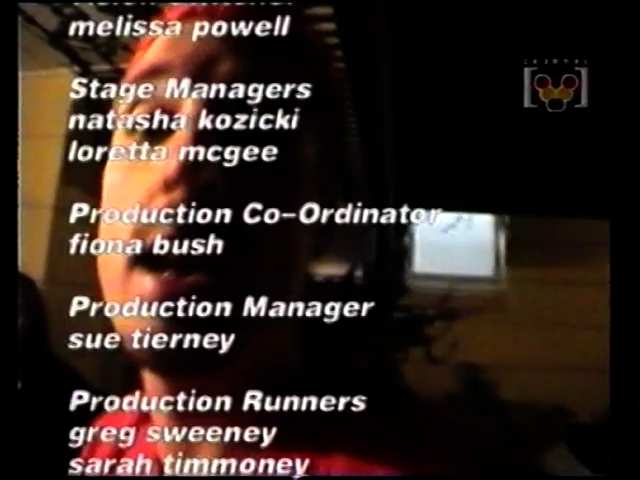 melissa powell
Stage Managers
natasha kozicki
loretta mcgee
Production Co-Ordinator
fiona bush
Production Manager
sue tierney
Production Runners
greg sweeney
sarah timmoney